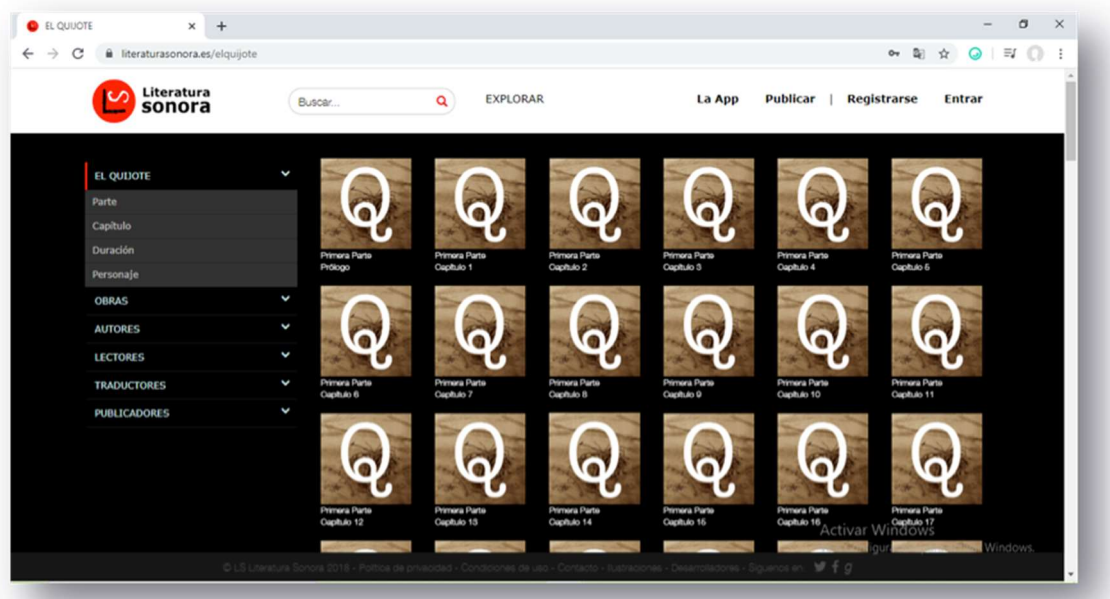 EL QUIJOTE
literaturasonora.es/elquijote
LS Literatura
sonora
Buscar...
EXPLORAR
La App Publicar | Registrarse Entrar
EL QUIJOTE
Parte
Capítulo
Duración
Personaje
OBRAS
AUTORES
LECTORES
TRADUCTORES
PUBLICADORES
Primera Parte
Prólogo
Primera Parte
Capítulo 1
Primera Parte
Capítulo 2
Primera Parte
Capítulo 3
Primera Parte
Capítulo 4
Primera Parte
Capítulo 5
Primera Parte
Capítulo 6
Primera Parte
Capítulo 7
Primera Parte
Capítulo 8
Primera Parte
Capítulo 9
Primera Parte
Capítulo 10
Primera Parte
Capítulo 11
Primera Parte
Capítulo 12
Primera Parte
Capítulo 13
Primera Parte
Capítulo 14
Primera Parte
Capítulo 15
Primera Parte
Capítulo 16
Primera Parte
Capítulo 17
Activar Windows
Windows.
© LS Literatura Sonora 2018 - Política de privacidad - Condiciones de uso - Contacto - Ilustraciones - Desarrolladores - Síguenos en: